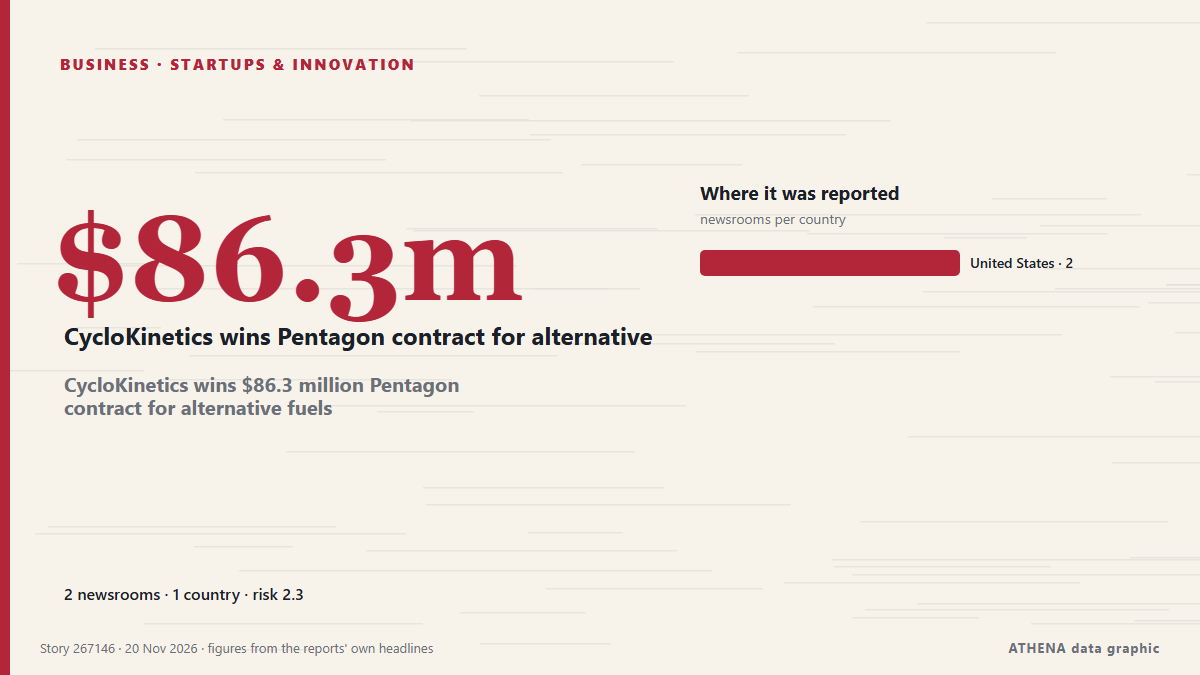 BUSINESS · STARTUPS & INNOVATION
$86.3m
CycloKinetics wins Pentagon contract for alternative
CycloKinetics wins $86.3 million Pentagon
contract for alternative fuels
Where it was reported
newsrooms per country
United States · 2
2 newsrooms · 1 country · risk 2.3
Story 267146 · 20 Nov 2026 · figures from the reports' own headlines
ATHENA data graphic